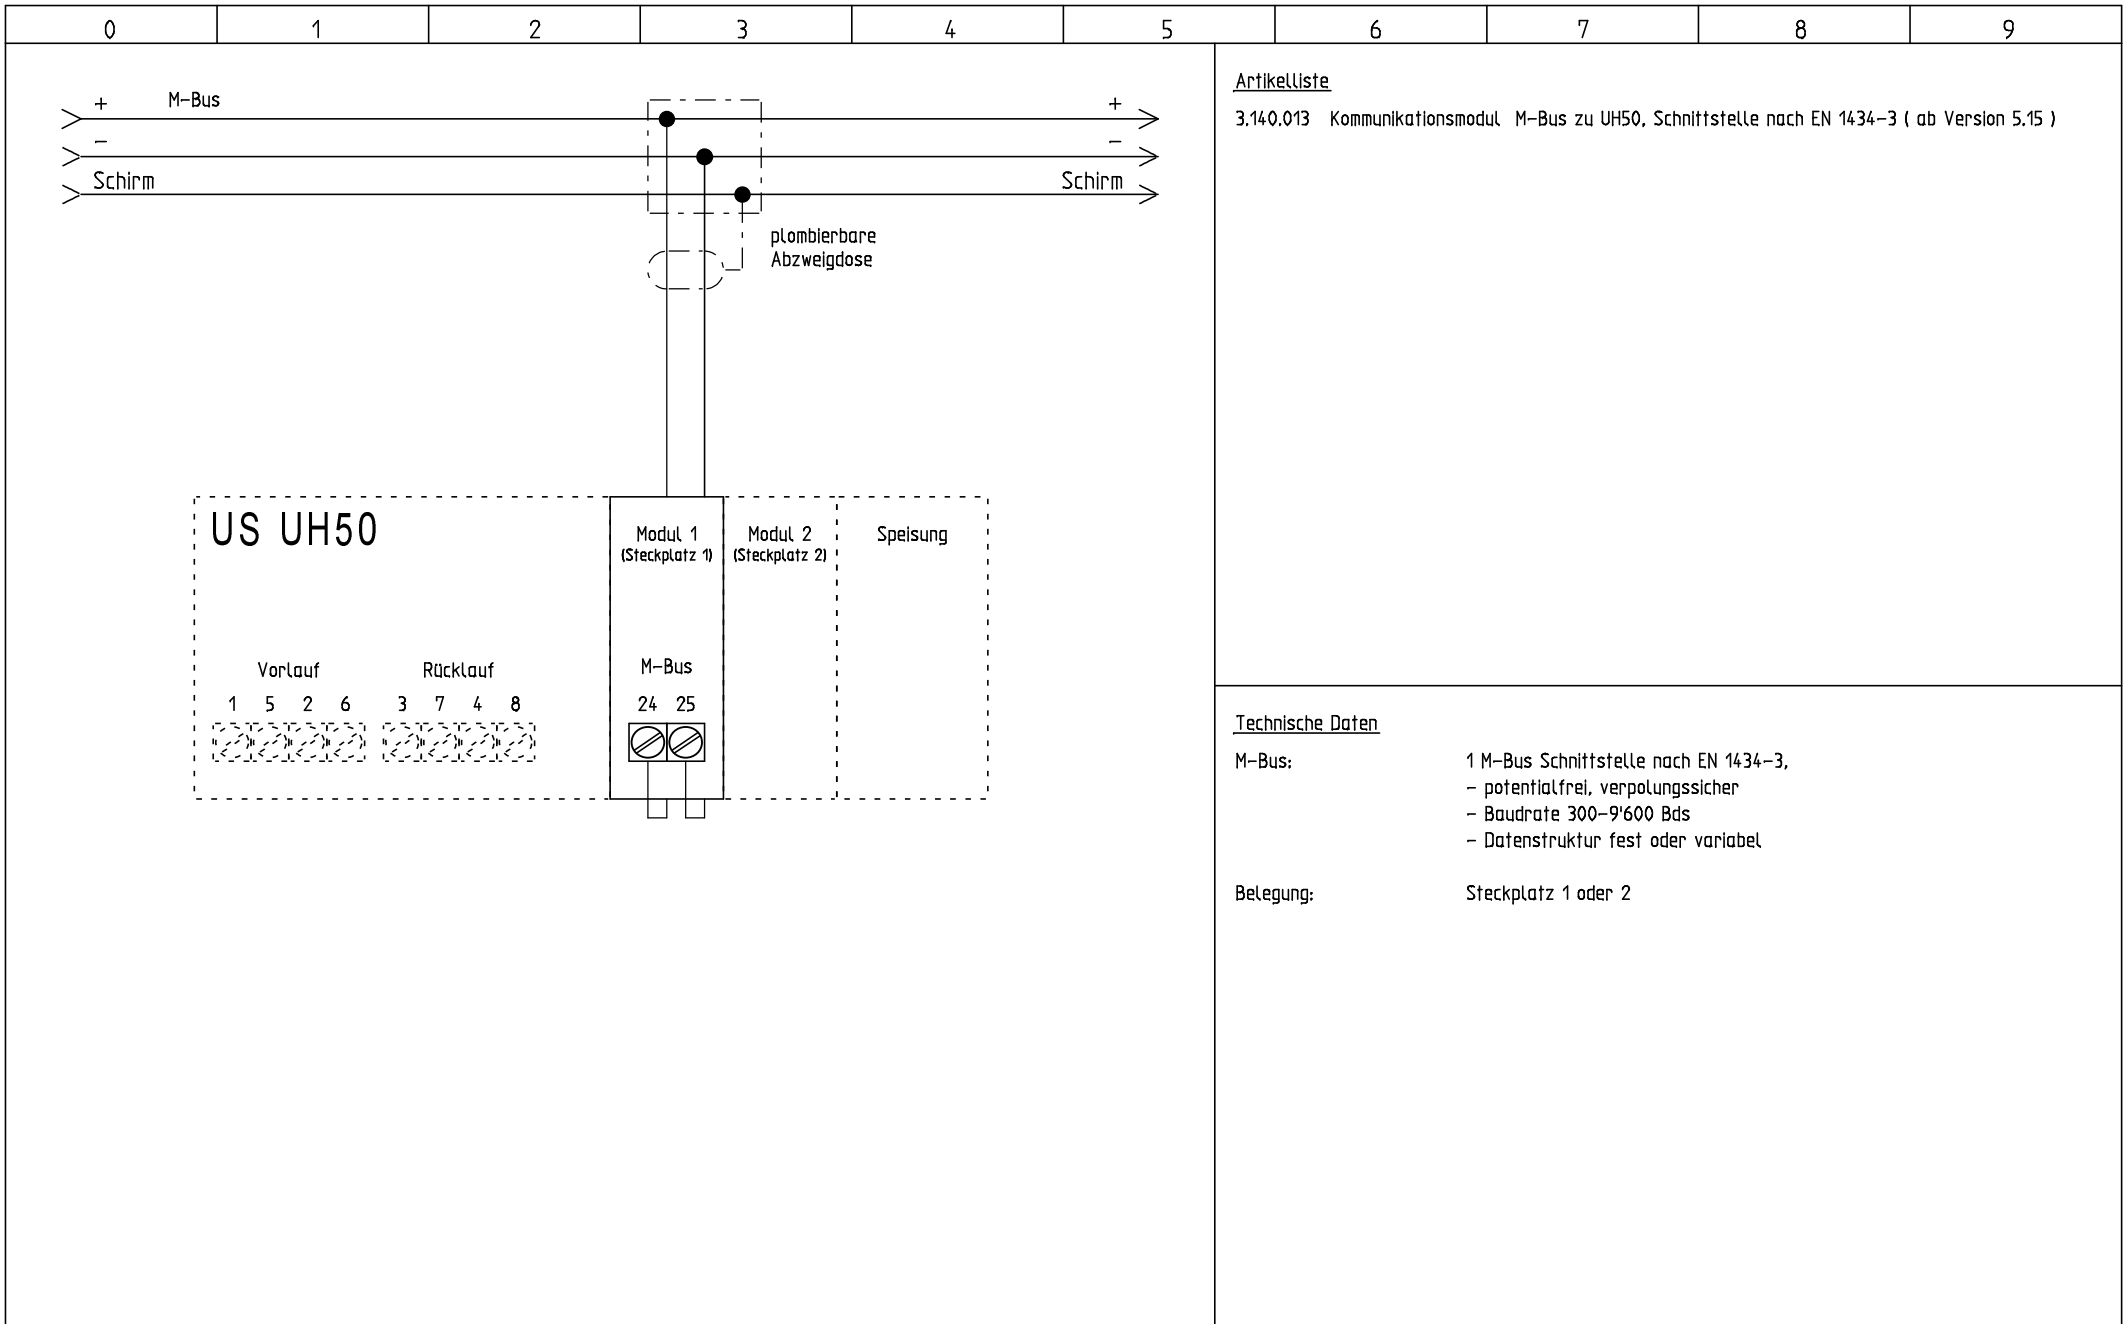 0 1 2 3 4 5 6 7 8 9
+ M-Bus +
- -
Schirm Schirm
plombierbare
Abzweigdose
US UH50
Modul 1
(Steckplatz 1)
Modul 2
(Steckplatz 2)
Speisung
Vorlauf Rücklauf M-Bus
1 5 2 6 3 7 4 8 24 25
Artikelliste
3.140.013 Kommunikationsmodul M-Bus zu UH50, Schnittstelle nach EN 1434-3 ( ab Version 5.15 )
Technische Daten
M-Bus: 1 M-Bus Schnittstelle nach EN 1434-3,
- potentialfrei, verpolungssicher
- Baudrate 300-9'600 Bds
- Datenstruktur fest oder variabel
Belegung: Steckplatz 1 oder 2